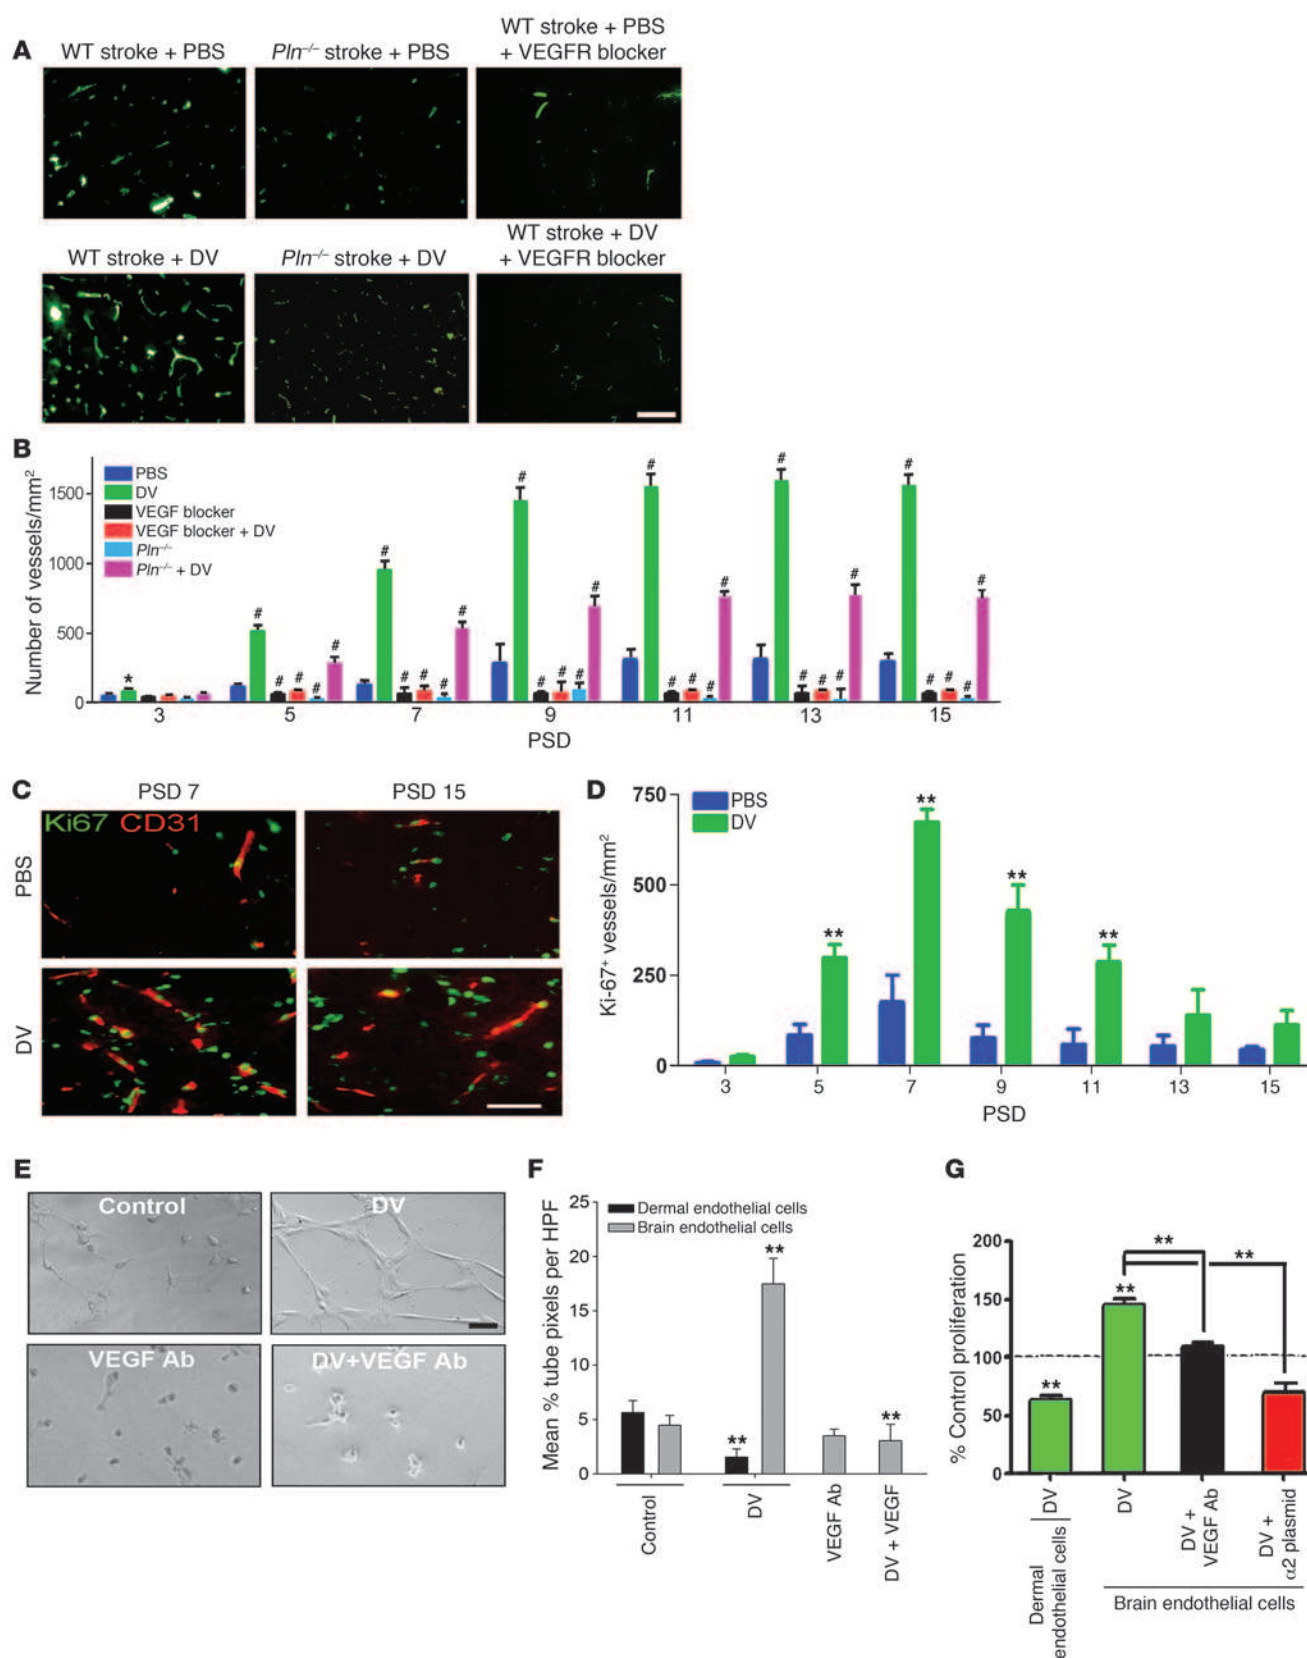 A
WT stroke + PBS
Pln⁻/⁻ stroke + PBS
WT stroke + PBS
+ VEGFR blocker
WT stroke + DV
Pln⁻/⁻ stroke + DV
WT stroke + DV
+ VEGFR blocker
B
Number of vessels/mm²
1500
1000
500
0
PBS
DV
VEGF blocker
VEGF blocker + DV
Pln⁻/⁻
Pln⁻/⁻ + DV
*
# #
# # # # #
# # # # #
# # # # #
# # # # #
# # # # #
# # # # #
3 5 7 9 11 13 15
PSD
C
PSD 7
PSD 15
Ki67 CD31
PBS
DV
D
Ki-67⁺ vessels/mm²
750
500
250
0
PBS
DV
**
**
**
**
3 5 7 9 11 13 15
PSD
E
Control
DV
VEGF Ab
DV+VEGF Ab
F
Mean % tube pixels per HPF
25
20
15
10
5
0
Dermal endothelial cells
Brain endothelial cells
**
**
**
Control
DV
VEGF Ab
DV + VEGF
G
% Control proliferation
200
150
100
50
0
**
**
**
**
DV
DV
DV +
VEGF Ab
DV +
α2 plasmid
Dermal
endothelial cells
Brain endothelial cells